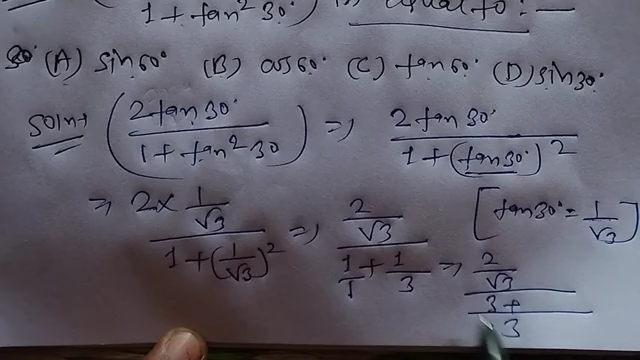 1 + tan² 30° ) is equal to :-
(A) sin 60° (B) cos 60° (C) tan 60° (D) sin 30°
Soln→ (2 tan 30° / 1 + tan² 30) => 2 tan 30° / 1 + (tan 30°)²
=> 2 × 1/√3 / 1 + (1/√3)² => 2/√3 / 1/1 + 1/3 => 2/√3 / 3 + / 3 [tan 30° = 1/√3]